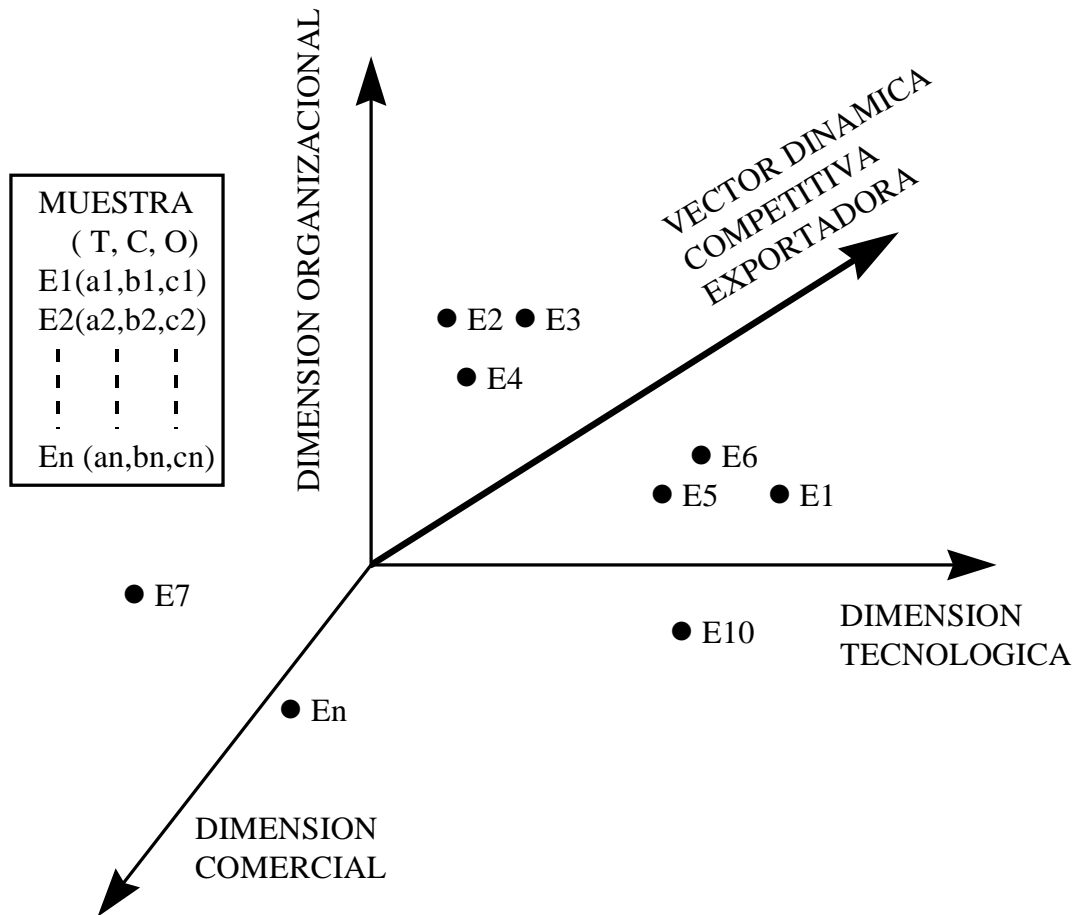 DIMENSION ORGANIZACIONAL
VECTOR DINAMICA
COMPETITIVA
EXPORTADORA
MUESTRA
( T, C, O)
E1(a1,b1,c1)
E2(a2,b2,c2)
En (an,bn,cn)
E2
E3
E4
E6
E5
E1
E7
E10
En
DIMENSION
TECNOLOGICA
DIMENSION
COMERCIAL